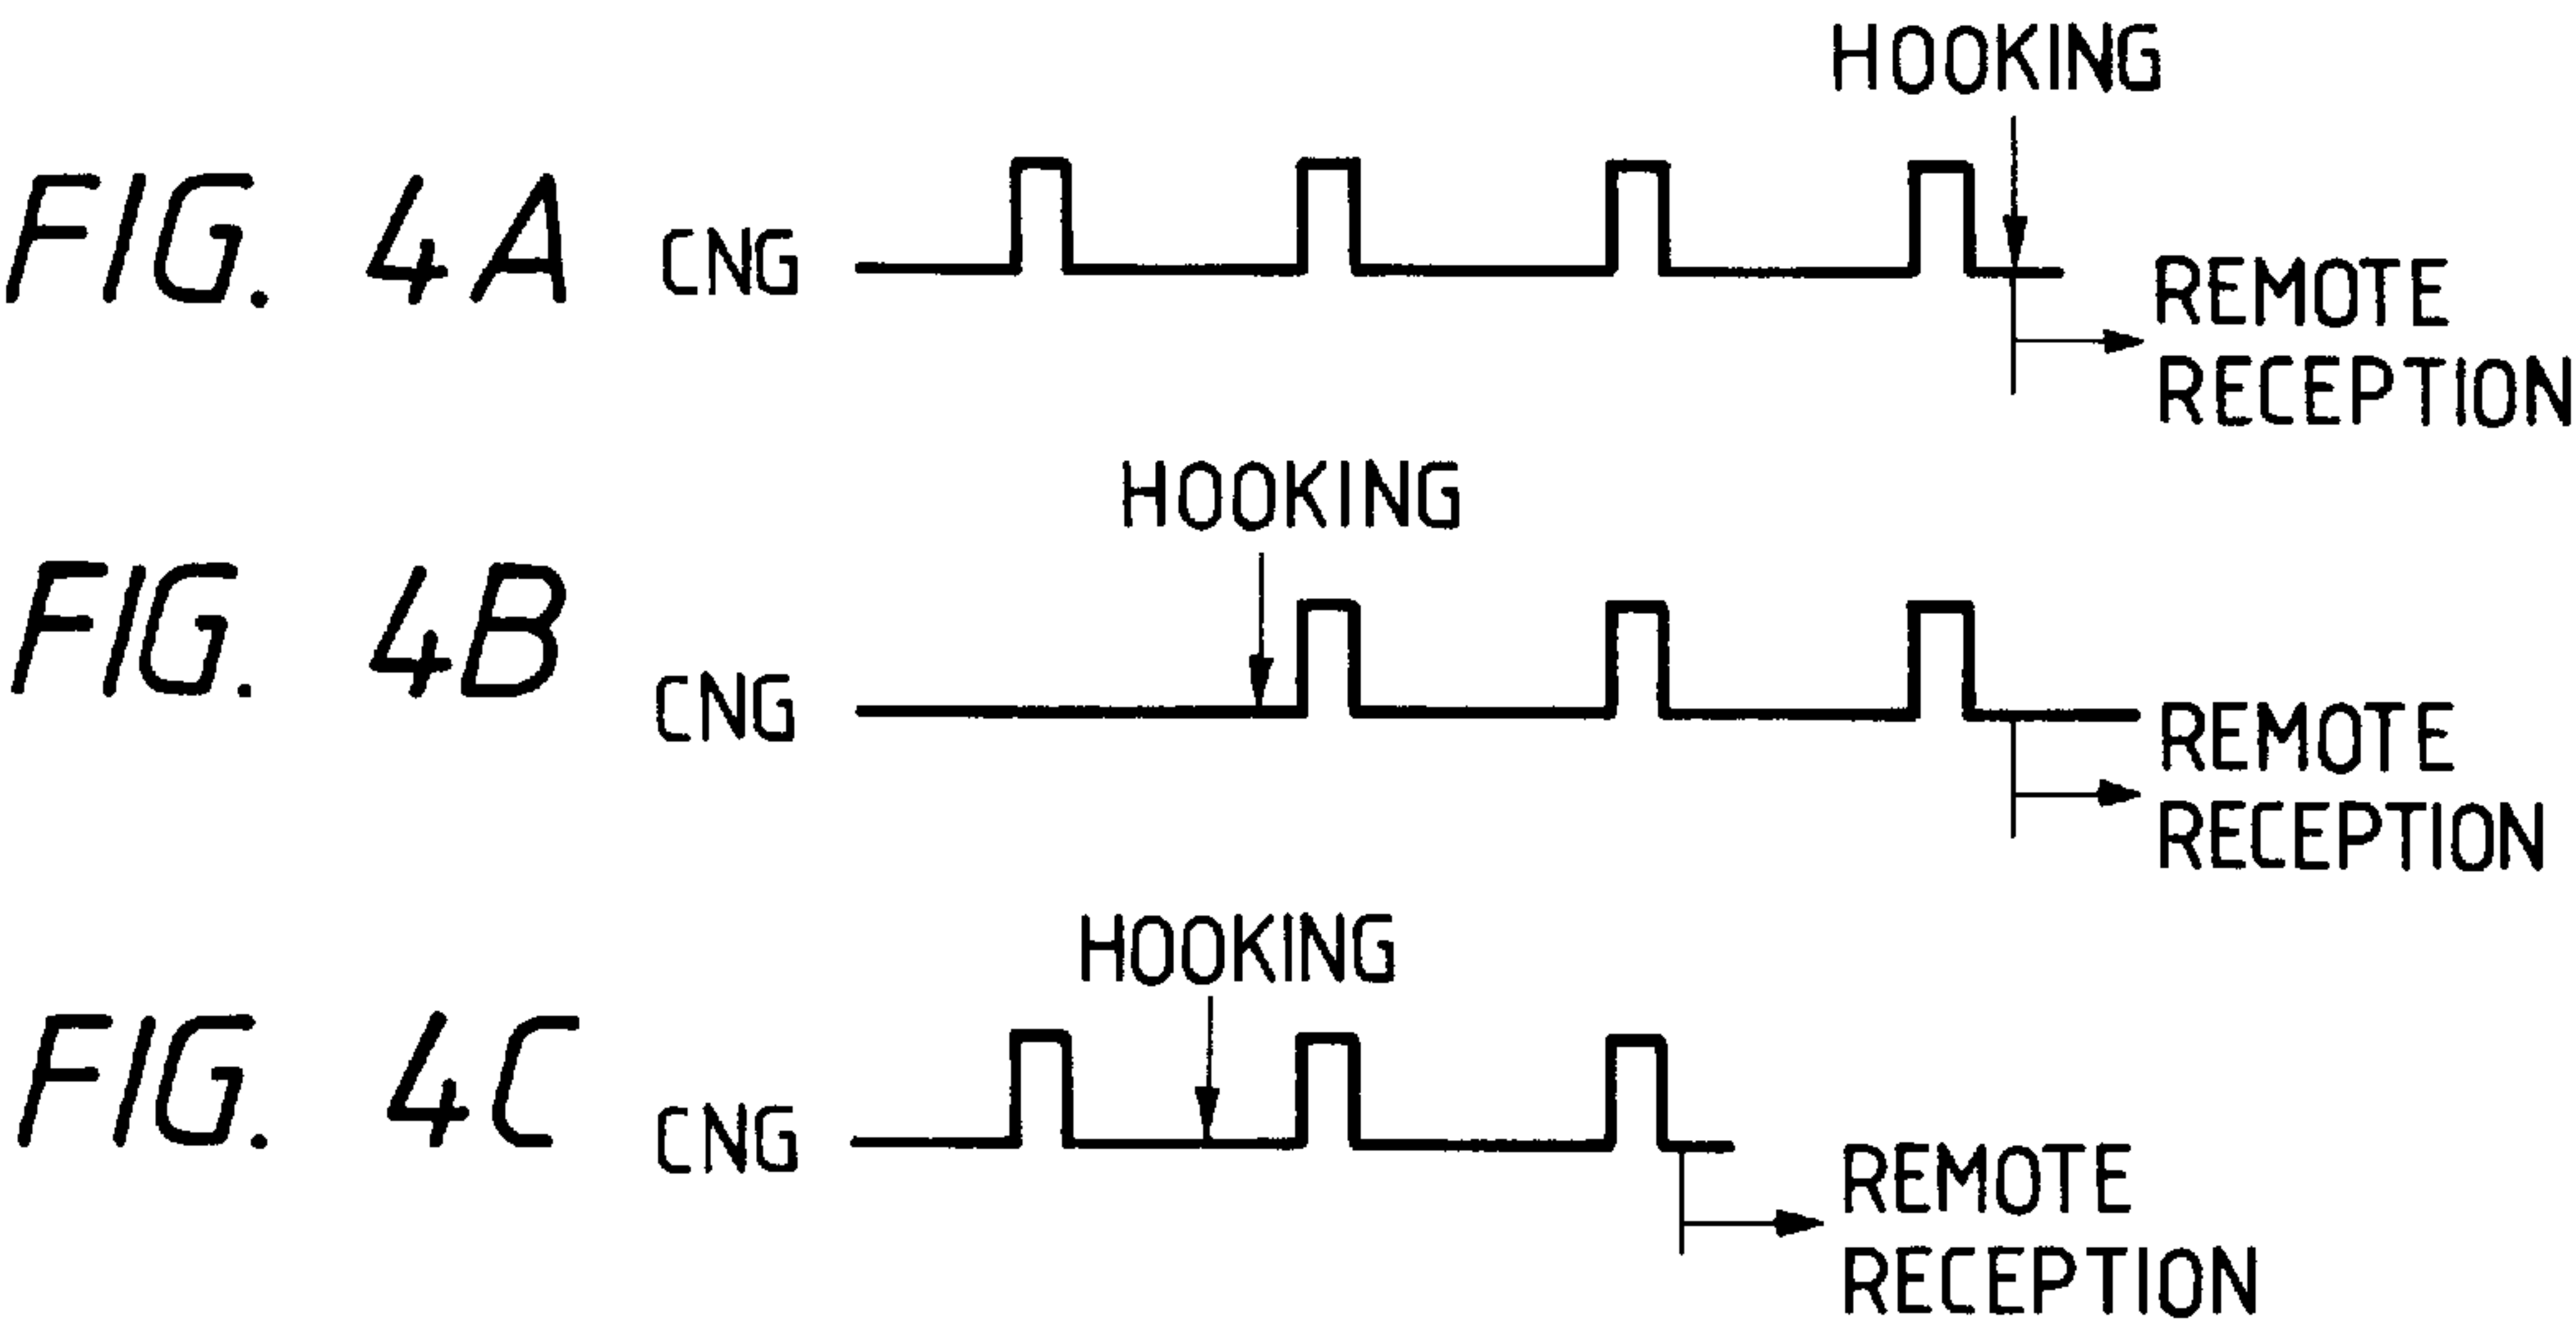 HOOKING
FIG. 4A
CNG
REMOTE
RECEPTION
HOOKING
FIG. 4B
CNG
REMOTE
RECEPTION
HOOKING
FIG. 4C
CNG
REMOTE
RECEPTION